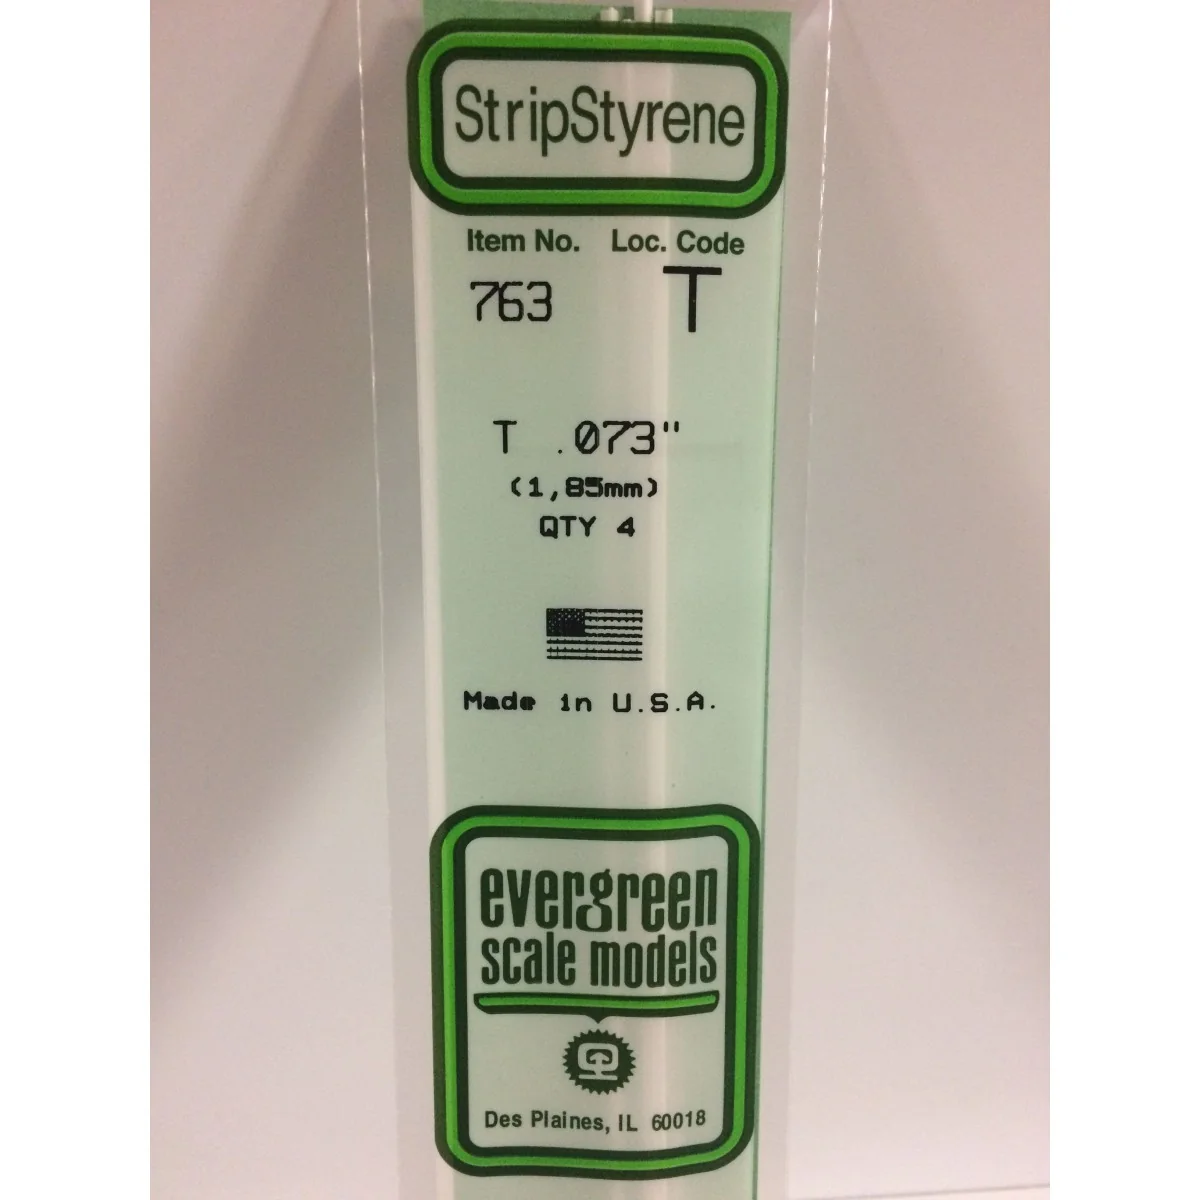 StripStyrene
Item No. Loc. Code
763 T
T .073"
(1,85mm)
QTY 4
Made in U.S.A.
evergreen
scale models
Des Plaines, IL 60018